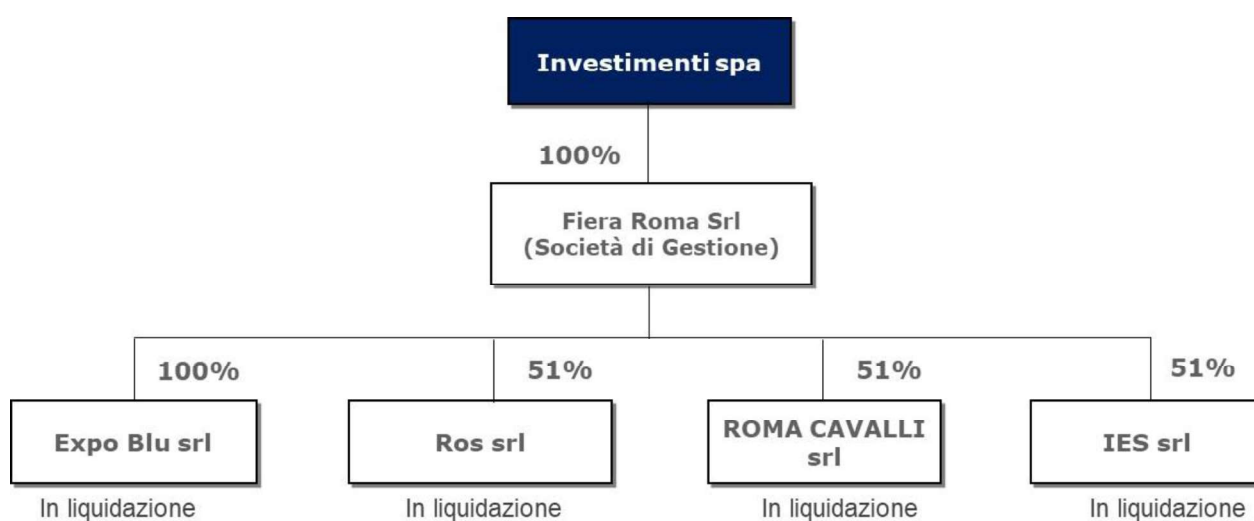 Investimenti spa
100%
Fiera Roma Srl
(Società di Gestione)
100%
51%
51%
51%
Expo Blu srl
Ros srl
ROMA CAVALLI
srl
IES srl
In liquidazione
In liquidazione
In liquidazione
In liquidazione